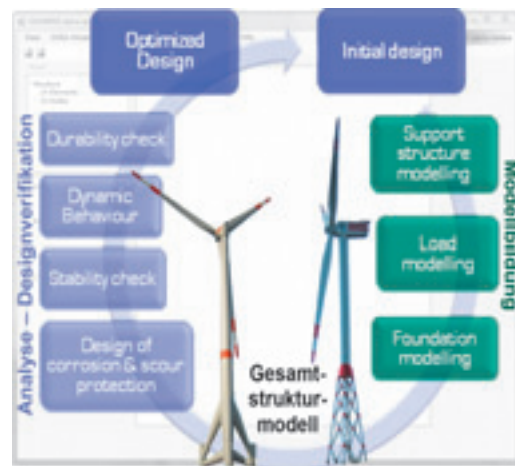 Optimized
Design
Initial design
Analyse – Designverifikation
Durability check
Dynamic
Behaviour
Stability check
Design of
corrosion & scour
protection
Support
structure
modelling
Load
modelling
Foundation
modelling
Modellbildung
Gesamt-
struktur-
modell